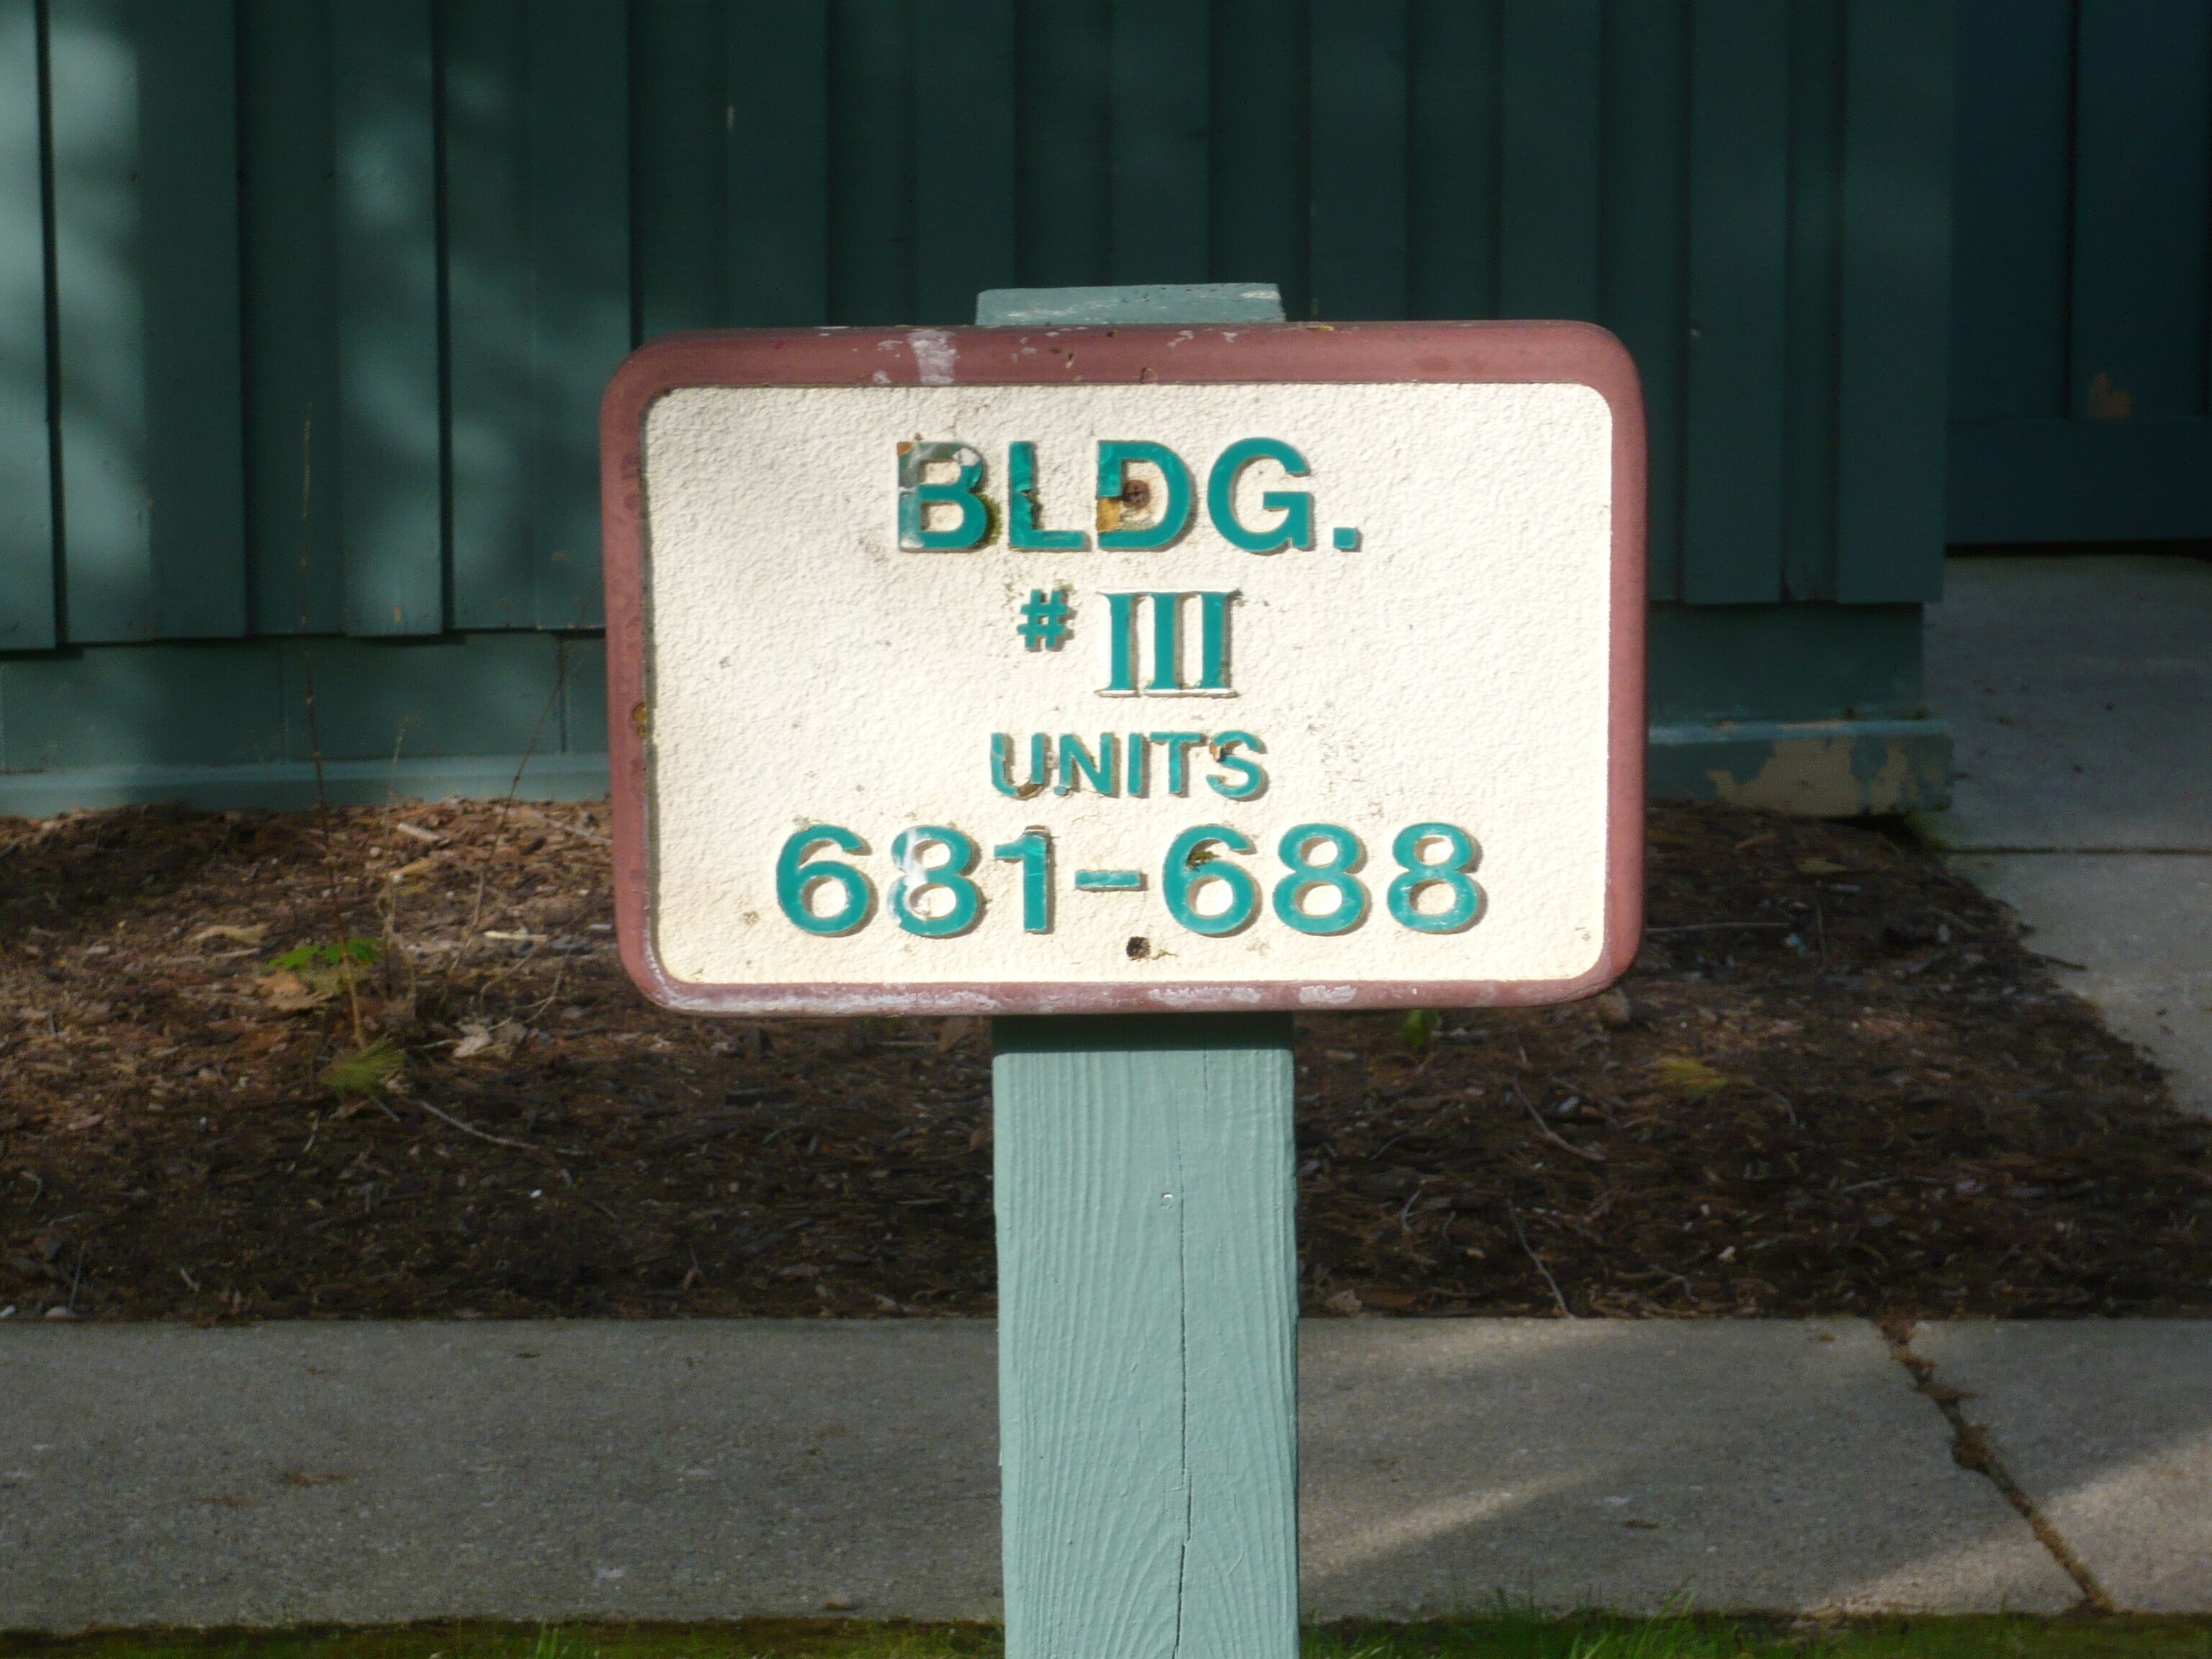 BLDG.
# III
UNITS
681-688